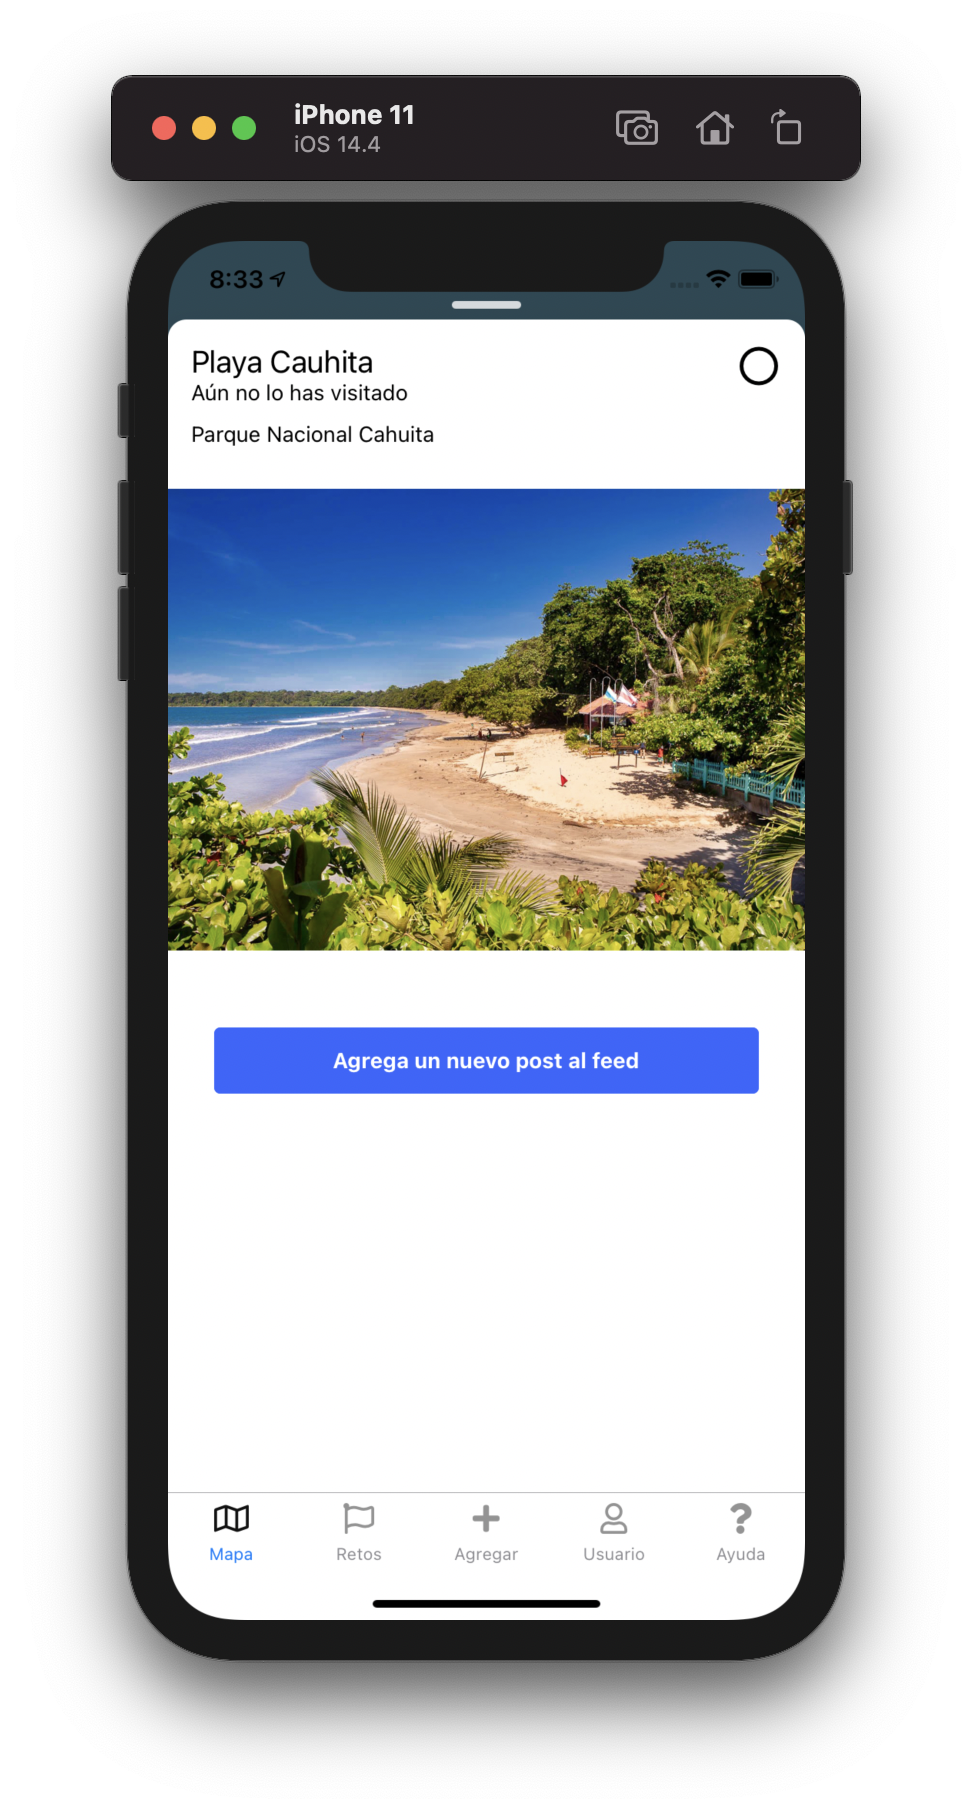 iPhone 11
iOS 14.4
8:33
Playa Cauhita
Aún no lo has visitado
Parque Nacional Cahuita
Agrega un nuevo post al feed
Mapa
Retos
Agregar
Usuario
Ayuda